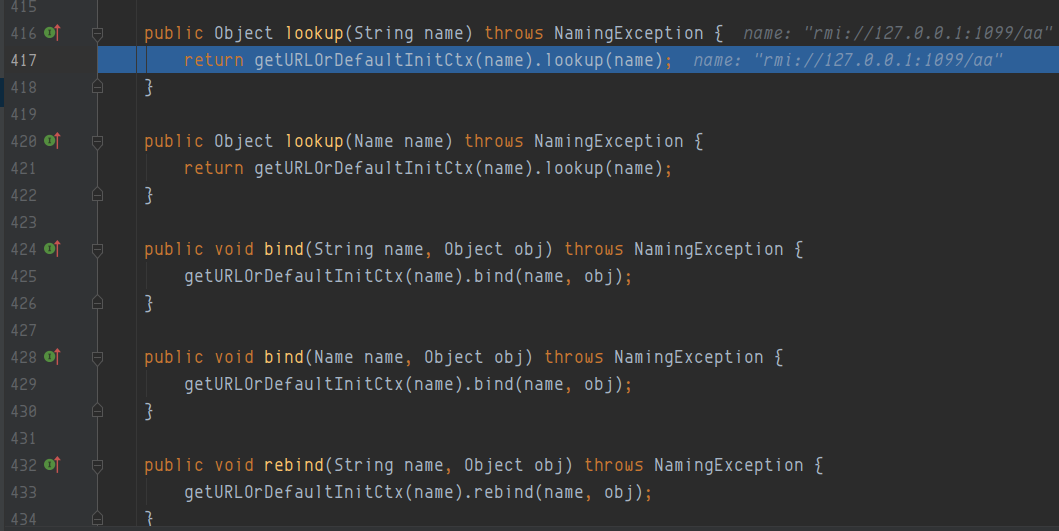 415
416 public Object lookup(String name) throws NamingException { name: "rmi://127.0.0.1:1099/aa"
417 return getURLOrDefaultInitCtx(name).lookup(name); name: "rmi://127.0.0.1:1099/aa"
418 }
419
420 public Object lookup(Name name) throws NamingException {
421 return getURLOrDefaultInitCtx(name).lookup(name);
422 }
423
424 public void bind(String name, Object obj) throws NamingException {
425 getURLOrDefaultInitCtx(name).bind(name, obj);
426 }
427
428 public void bind(Name name, Object obj) throws NamingException {
429 getURLOrDefaultInitCtx(name).bind(name, obj);
430 }
431
432 public void rebind(String name, Object obj) throws NamingException {
433 getURLOrDefaultInitCtx(name).rebind(name, obj);
434 }